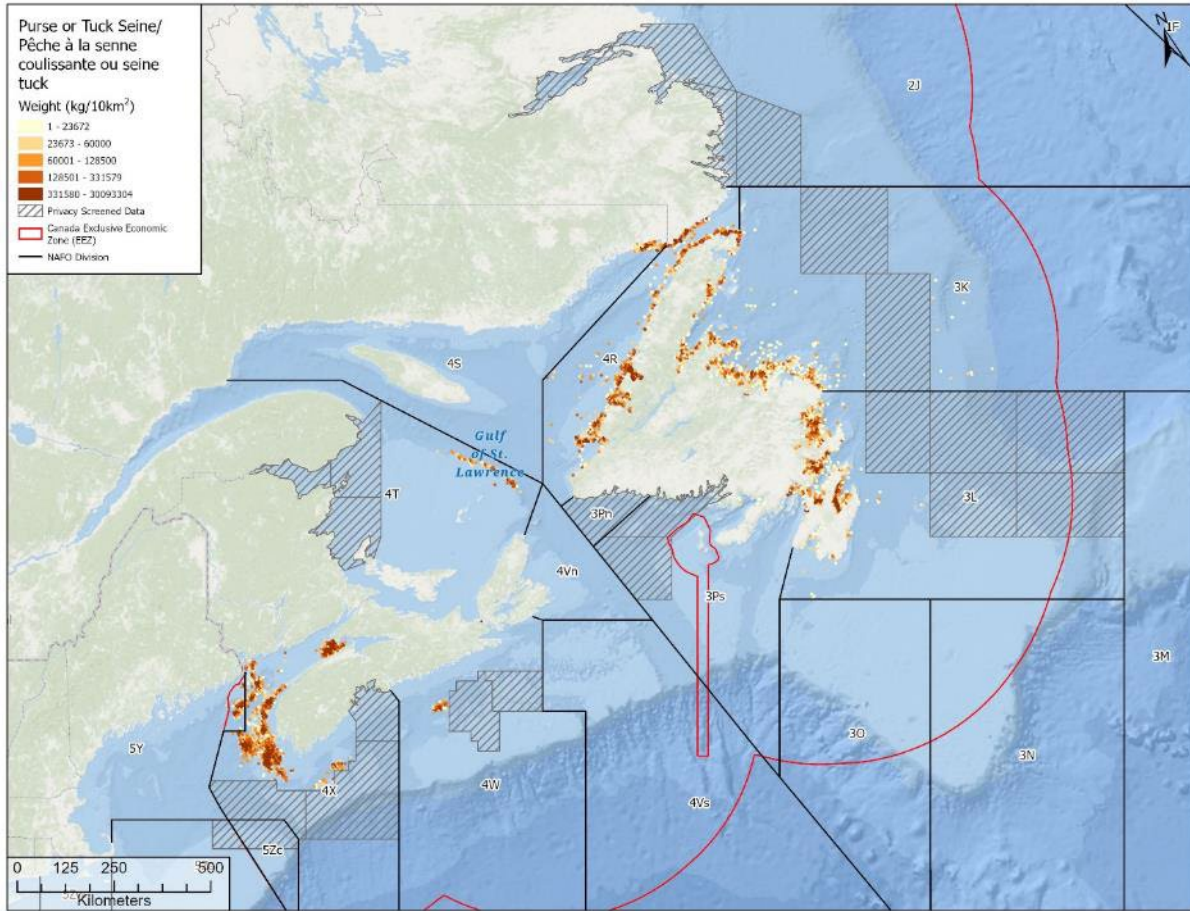 Purse or Tuck Seine/
Pêche à la senne
coulissante ou seine
tuck
Weight (kg/10km²)
1 - 23672
23673 - 60000
60001 - 128500
128501 - 331579
331580 - 30093304
Privacy Screened Data
Canada Exclusive Economic
Zone (EEZ)
NAFO Division
N
1F
2J
3K
4R
4S
Gulf
of St.
Lawrence
4T
3Pn
3L
4Vn
3Ps
3M
3O
3N
5Y
4X
4W
4Vs
5Zc
0 125 250 500
Kilometers